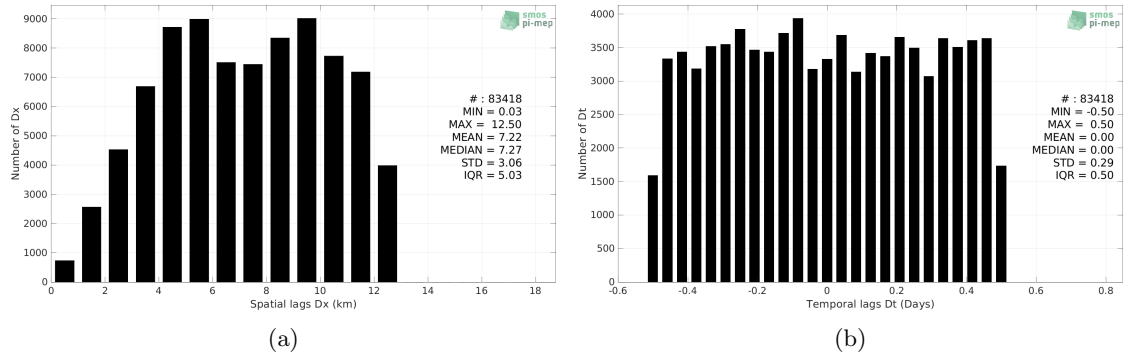 9000
8000
7000
6000
5000
4000
3000
2000
1000
0
Number of Dx
0 2 4 6 8 10 12 14 16 18
Spatial lags Dx (km)
smos
pi-mep
# : 83418
MIN = 0.03
MAX = 12.50
MEAN = 7.22
MEDIAN = 7.27
STD = 3.06
IQR = 5.03
(a)
4000
3500
3000
2500
2000
1500
1000
500
0
Number of Dt
-0.6 -0.4 -0.2 0 0.2 0.4 0.6 0.8
Temporal lags Dt (Days)
smos
pi-mep
# : 83418
MIN = -0.50
MAX = 0.50
MEAN = 0.00
MEDIAN = 0.00
STD = 0.29
IQR = 0.50
(b)